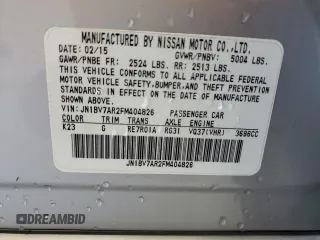 MANUFACTURED BY NISSAN MOTOR CO., LTD.
DATE: 02/15 GVWR/PNBV: 5004 LBS.
GAWR/PNBE FR: 2524 LBS. RR: 2513 LBS.
THIS VEHICLE CONFORMS TO ALL APPLICABLE FEDERAL
MOTOR VEHICLE SAFETY, BUMPER, AND THEFT PREVENTION
STANDARDS IN EFFECT ON THE DATE OF MANUFACTURE
SHOWN ABOVE.
VIN: JN1BV7AR2FM404826 PASSENGER CAR
COLOR TRIM TRANS AXLE ENGINE
K23 G RE7R01A RG31 VQ37(VHR) 3696CC
JN1BV7AR2FM404826
© AUTOBIDMASTER
AUTOBIDMASTER